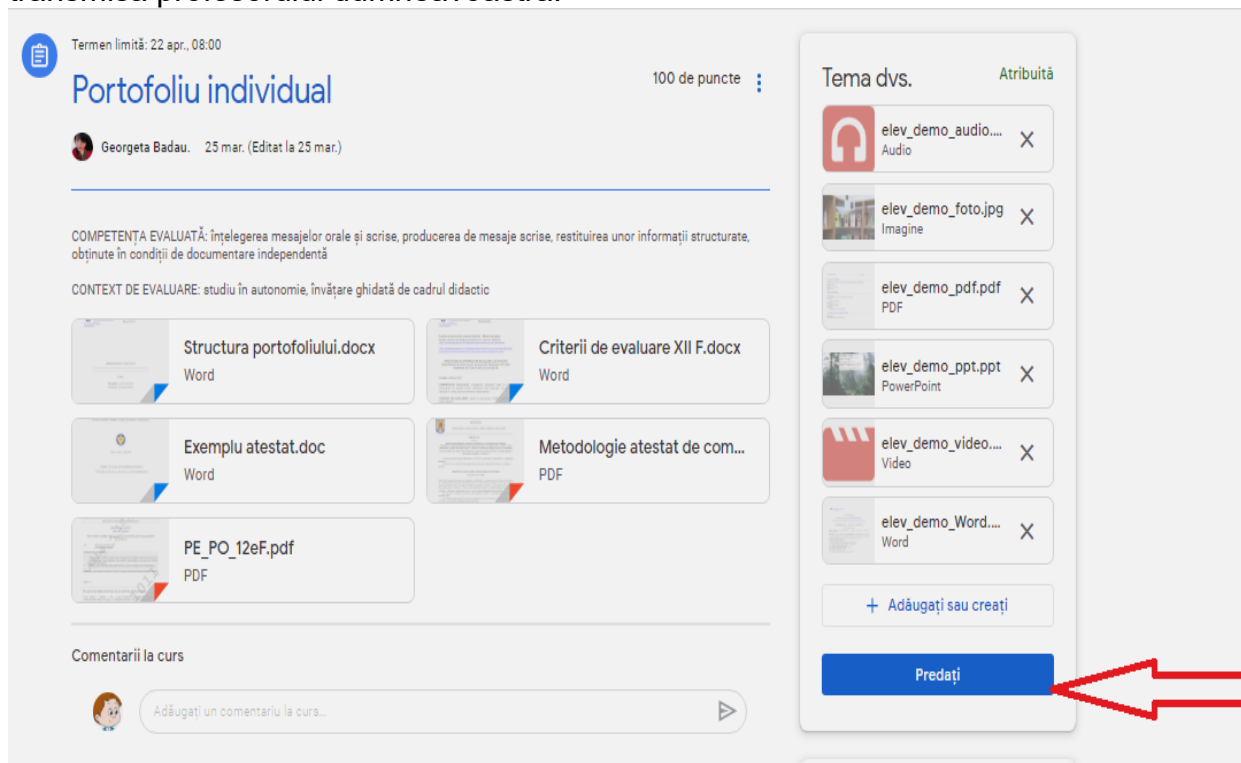 transmisă profesorului dumneavoastră.
Termen limită: 22 apr., 08:00
Portofoliu individual
100 de puncte
Georgeta Badau. 25 mar. (Editat la 25 mar.)
COMPETENȚA EVALUATĂ: înțelegerea mesajelor orale și scrise, producerea de mesaje scrise, restituirea unor informații structurate,
obținute în condiții de documentare independentă
CONTEXT DE EVALUARE: studiu în autonomie, învățare ghidată de cadrul didactic
Structura portofoliului.docx
Word
Criterii de evaluare XII F.docx
Word
Exemplu atestat.doc
Word
Metodologie atestat de com...
PDF
PE_PO_12eF.pdf
PDF
Comentarii la curs
Adăugați un comentariu la curs...
Tema dvs.
Atribuită
elev_demo_audio....
Audio
elev_demo_foto.jpg
Imagine
elev_demo_pdf.pdf
PDF
elev_demo_ppt.ppt
PowerPoint
elev_demo_video....
Video
elev_demo_Word....
Word
+ Adăugați sau creați
Predați